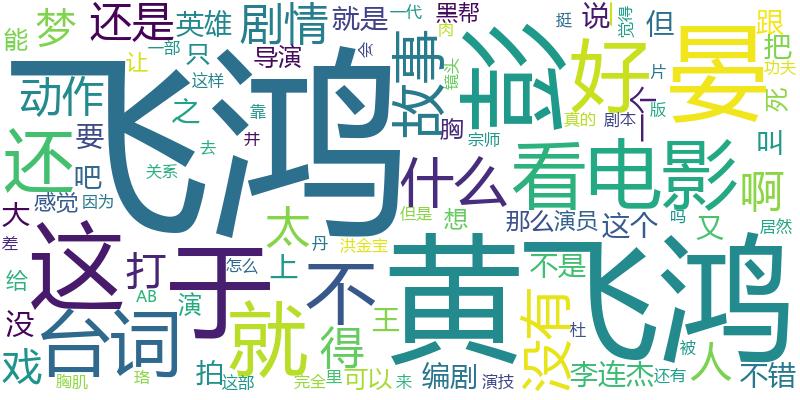 能
梦
还是
英雄
一部
只
剧情
这样
导演
就是
会
一代
黑帮
挺
肉
说
觉得
但
跟
把
片
功夫
飞鸿
动作
让
之
去
靠
井
故事
镜头
彭
好
晏
死
版
还
要
吧
关系
胸
宗师
真的
剧本
一个
叫
大
感觉
因为
什么
看
电影
啊
差
这
打
于
太
上
丹
但是
洪金宝
想
那么
演员
这个
吗
又
居然
给
没
台词
AB
演
怎么
就
不
得
王
黄飞鸿
不是
没有
杜
被
人
不错
戏
胸肌
珞
拍
这部
完全
里
可以
来
编剧
演技
李连杰
还有